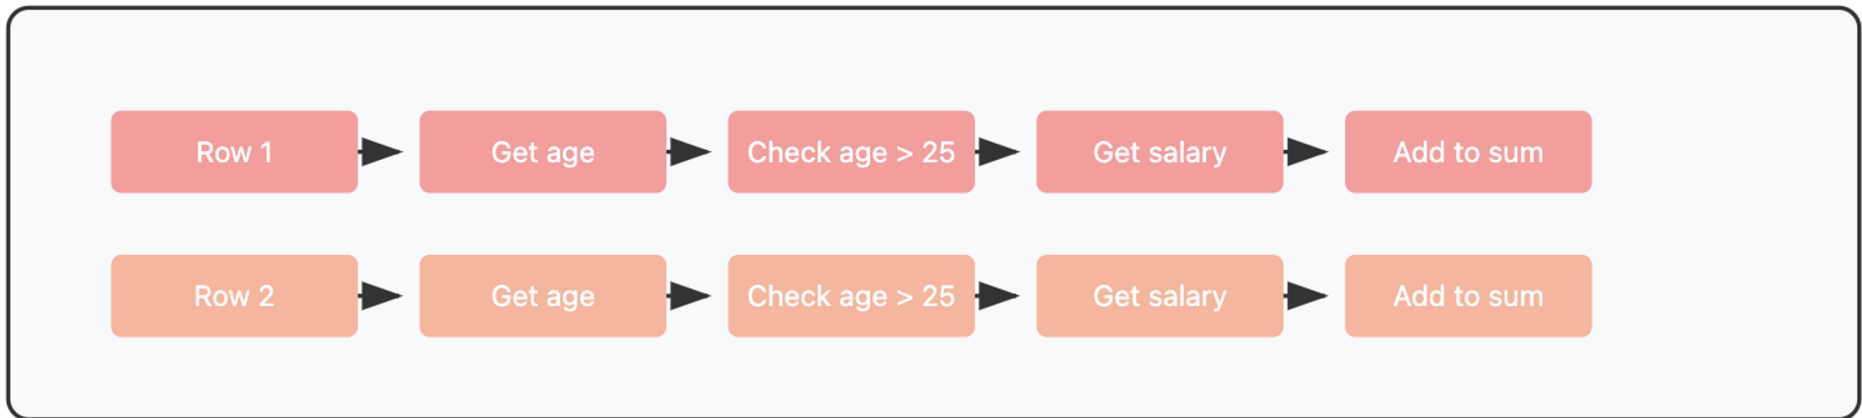 Row 1
Get age
Check age > 25
Get salary
Add to sum
Row 2
Get age
Check age > 25
Get salary
Add to sum